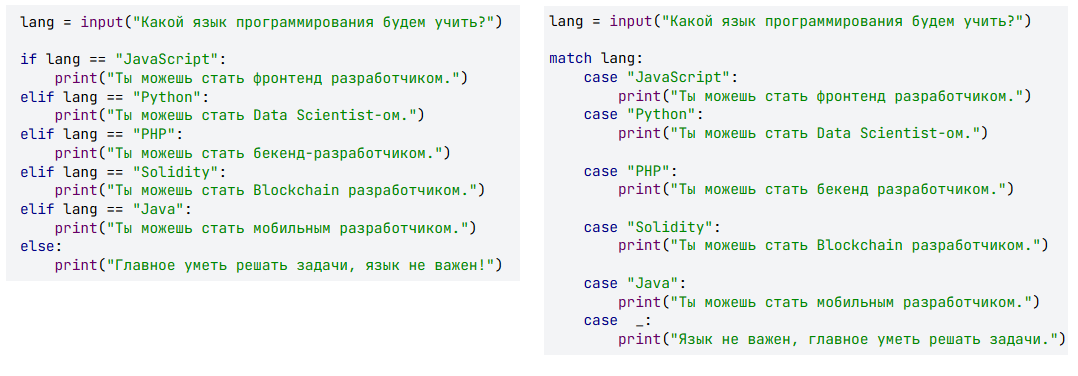 lang = input("Какой язык программирования будем учить?")
if lang == "JavaScript":
    print("Ты можешь стать фронтенд разработчиком.")
elif lang == "Python":
    print("Ты можешь стать Data Scientist-ом.")
elif lang == "PHP":
    print("Ты можешь стать бекенд-разработчиком.")
elif lang == "Solidity":
    print("Ты можешь стать Blockchain разработчиком.")
elif lang == "Java":
    print("Ты можешь стать мобильным разработчиком.")
else:
    print("Главное уметь решать задачи, язык не важен!")
lang = input("Какой язык программирования будем учить?")
match lang:
    case "JavaScript":
        print("Ты можешь стать фронтенд разработчиком.")
    case "Python":
        print("Ты можешь стать Data Scientist-ом.")
    case "PHP":
        print("Ты можешь стать бекенд разработчиком.")
    case "Solidity":
        print("Ты можешь стать Blockchain разработчиком.")
    case "Java":
        print("Ты можешь стать мобильным разработчиком.")
    case  _:
        print("Язык не важен, главное уметь решать задачи.")